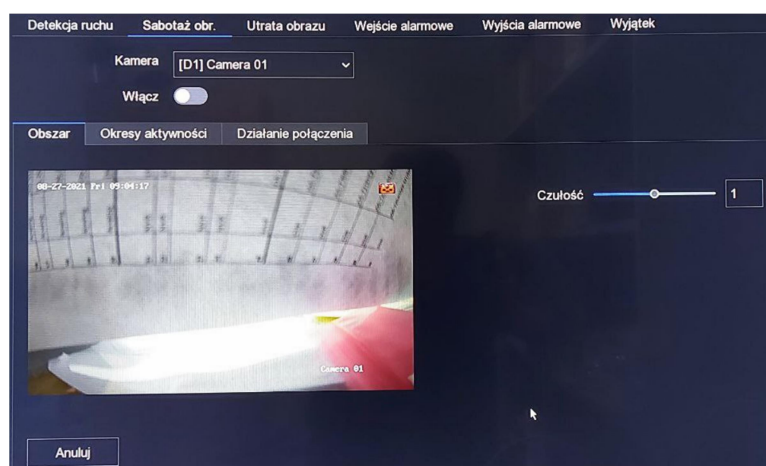 Detekcja ruchu Sabotaż obr. Utrata obrazu Wejście alarmowe Wyjścia alarmowe Wyjątek
Kamera [D1] Camera 01
Włącz
Obszar Okresy aktywności Działanie połączenia
08-27-2021 Fri 09:04:17
Czułość 1
Camera 01
Anuluj